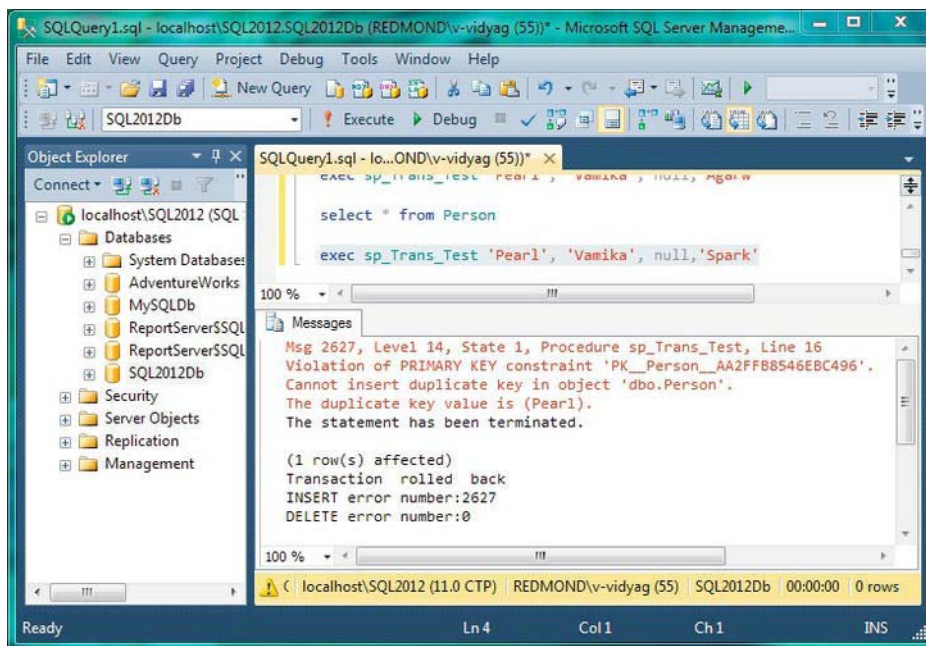 SQLQuery1.sql - localhost\SQL2012.SQL2012Db (REDMOND\v-vidyag (55))* - Microsoft SQL Server Manageme...
File Edit View Query Project Debug Tools Window Help
New Query
SQL2012Db Execute Debug
Object Explorer
Connect
localhost\SQL2012 (SQL
Databases
System Databases
AdventureWorks
MySQLDb
ReportServer$SQL
ReportServer$SQL
SQL2012Db
Security
Server Objects
Replication
Management
SQLQuery1.sql - lo...OND\v-vidyag (55))*
exec sp_Trans_Test 'Pearl', 'Vamika', null,'Agarw
select * from Person
exec sp_Trans_Test 'Pearl', 'Vamika', null,'Spark'
100 %
Messages
Msg 2627, Level 14, State 1, Procedure sp_Trans_Test, Line 16
Violation of PRIMARY KEY constraint 'PK__Person__AA2FFB8546EBC496'.
Cannot insert duplicate key in object 'dbo.Person'.
The duplicate key value is (Pearl).
The statement has been terminated.
(1 row(s) affected)
Transaction rolled back
INSERT error number:2627
DELETE error number:0
100 %
localhost\SQL2012 (11.0 CTP) REDMOND\v-vidyag (55) SQL2012Db 00:00:00 0 rows
Ready Ln 4 Col 1 Ch 1 INS